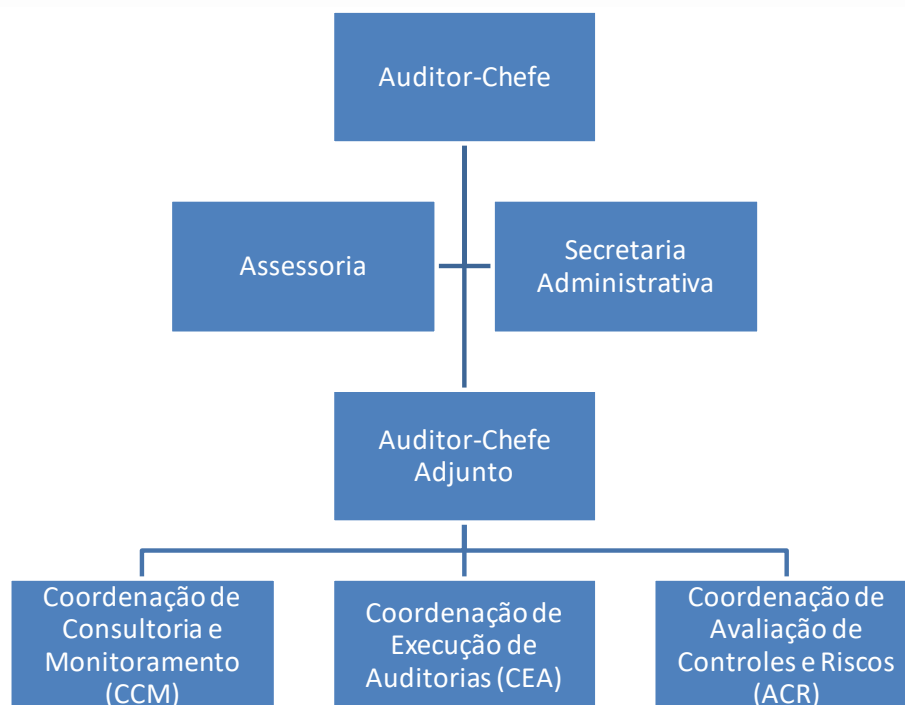 Auditor-Chefe
Assessoria
Secretaria
Administrativa
Auditor-Chefe
Adjunto
Coordenação de
Consultoria e
Monitoramento
(CCM)
Coordenação de
Execução de
Auditorias (CEA)
Coordenação de
Avaliação de
Controles e Riscos
(ACR)